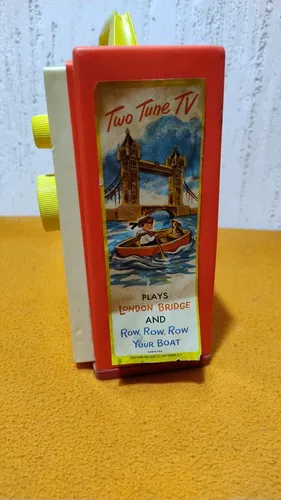 Two Tune TV
PLAYS
LONDON BRIDGE
AND
ROW, ROW, ROW
YOUR BOAT